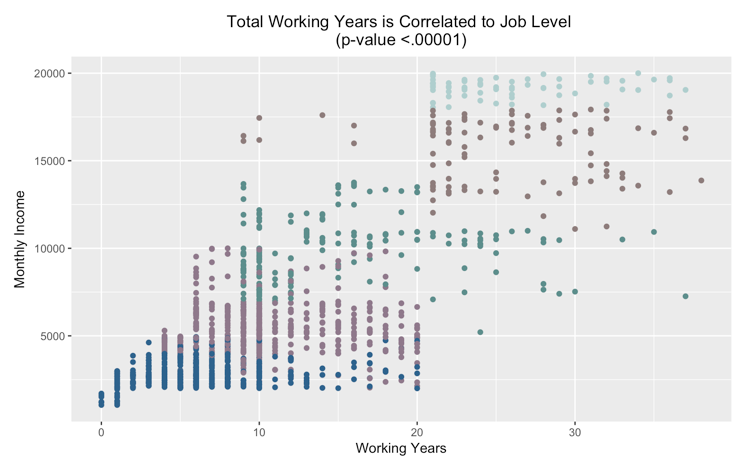 Total Working Years is Correlated to Job Level
(p-value <.00001)
20000
15000
10000
5000
Monthly Income
0
10
20
30
Working Years